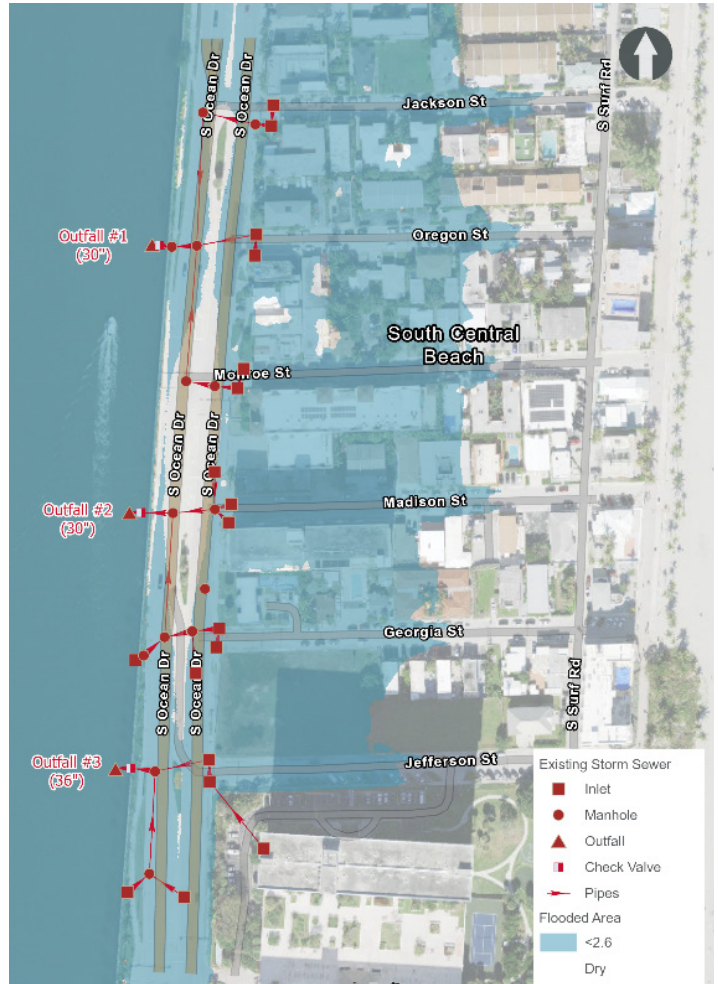 S Ocean Dr
S Ocean Dr
Jackson St
S Surf Rd
Outfall #1
(30")
Oregon St
South Central
Beach
Monroe St
S Ocean Dr
S Ocean Dr
Outfall #2
(30")
Madison St
Georgia St
S Ocean Dr
S Ocean Dr
S Surf Rd
Outfall #3
(36")
Jefferson St
Existing Storm Sewer
Inlet
Manhole
Outfall
Check Valve
Pipes
Flooded Area
<2.6
Dry